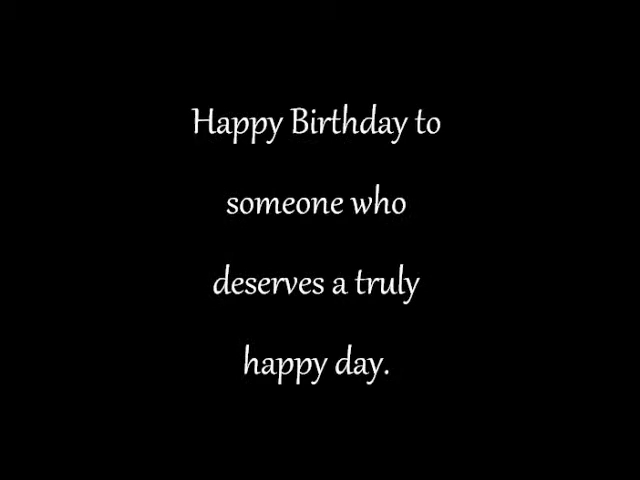 Happy Birthday to
someone who
deserves a truly
happy day.